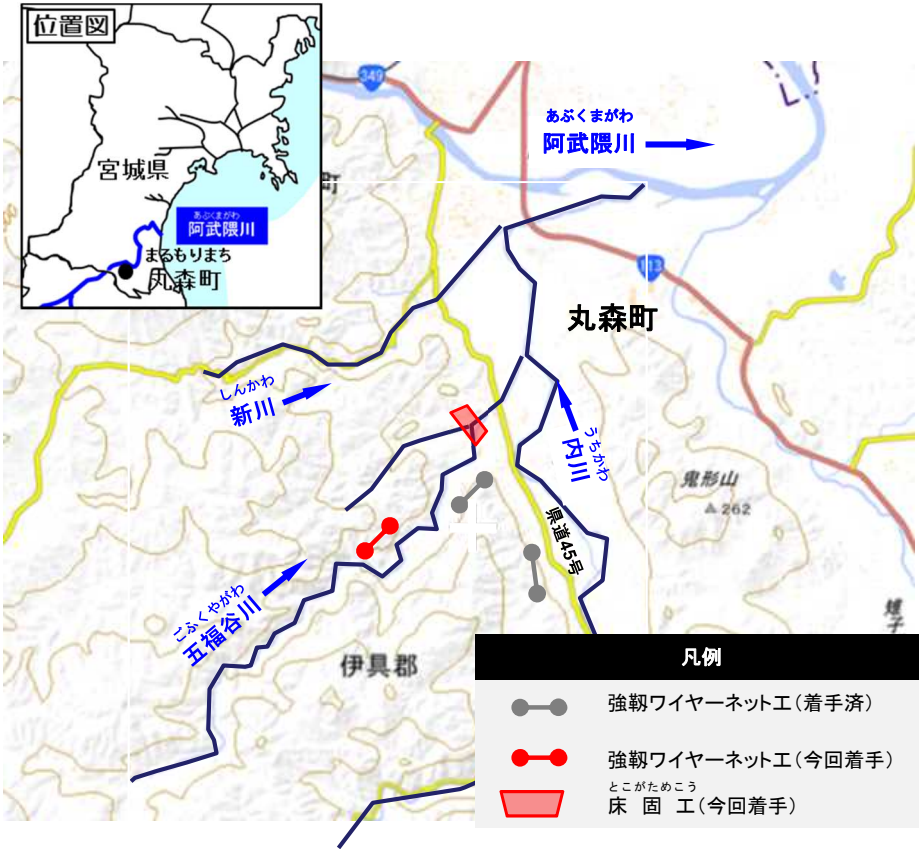 位置図
宮城県
あぶくまがわ
阿武隈川
まるもりまち
丸森町
349
あぶくまがわ
阿武隈川
町
113
丸森町
しんかわ
新川
うちかわ
内川
鬼形山
262
県道45号
ごふくやがわ
五福谷川
伊具郡
雉子
凡例
強靱ワイヤーネット工(着手済)
強靱ワイヤーネット工(今回着手)
とこがためこう
床固工(今回着手)